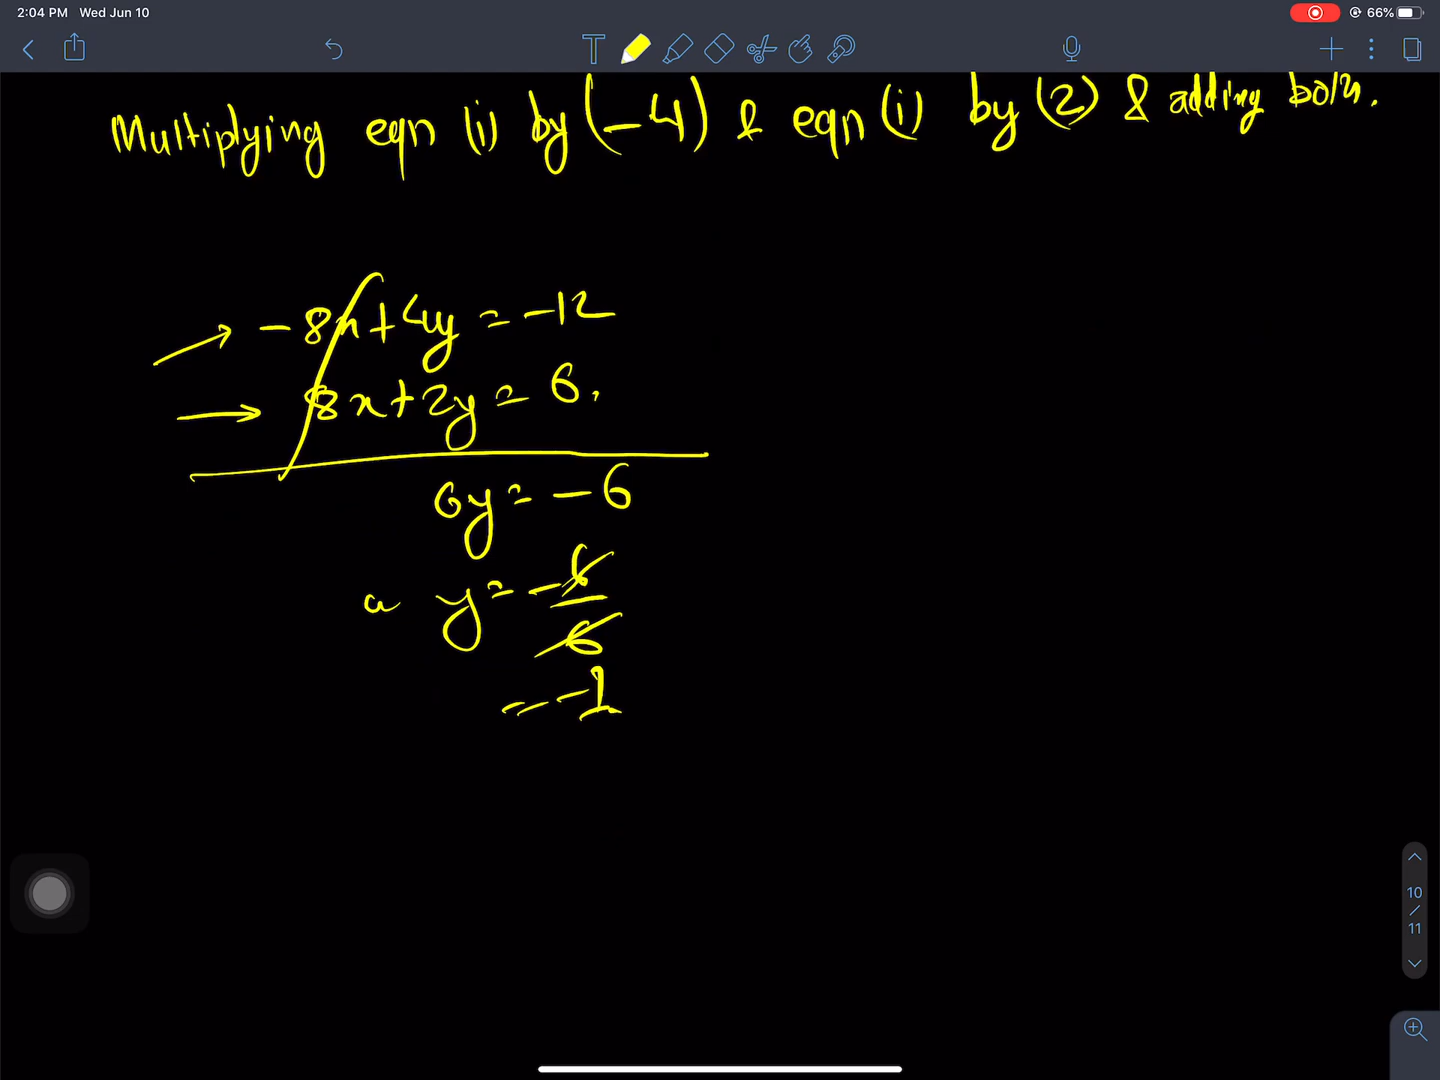 2:04 PM Wed Jun 10
66%
T
Multiplying eqn (i) by (-4) & eqn (i) by (2) & adding both.
→ -8x+4y = -12
→ 8x+2y = 6.
6y = -6
a y = -6/6
= -1
10
/
11